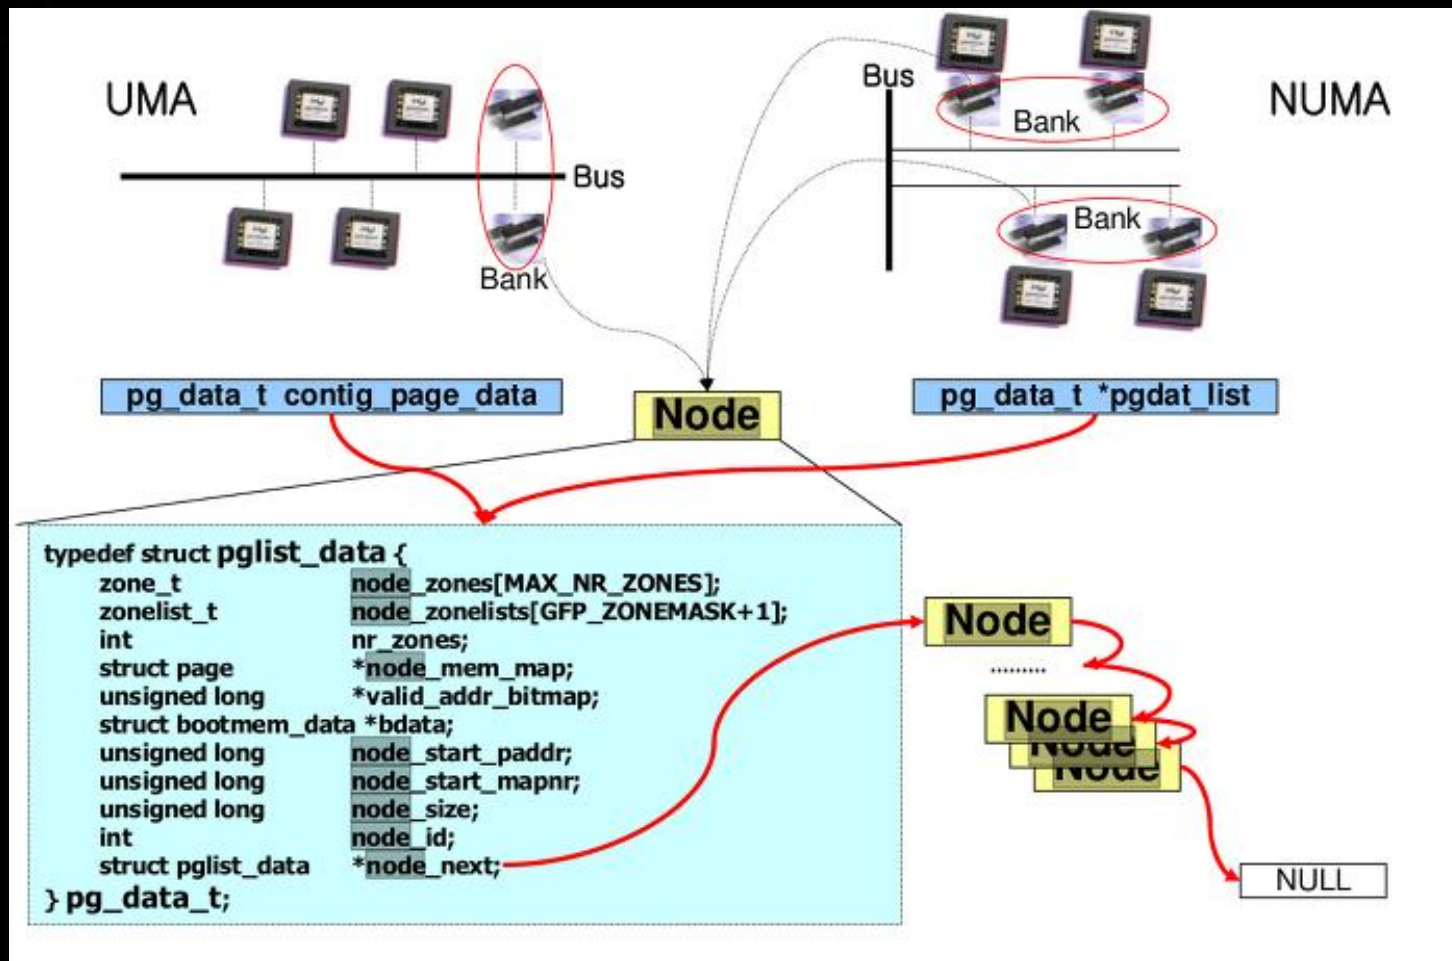 UMA
Bus
Bank
Bus
Bank
Bank
NUMA
pg_data_t contig_page_data
Node
pg_data_t *pgdat_list
typedef struct pglist_data {
zone_t node_zones[MAX_NR_ZONES];
zonelist_t node_zonelists[GFP_ZONEMASK+1];
int nr_zones;
struct page *node_mem_map;
unsigned long *valid_addr_bitmap;
struct bootmem_data *bdata;
unsigned long node_start_paddr;
unsigned long node_start_mapnr;
unsigned long node_size;
int node_id;
struct pglist_data *node_next;
} pg_data_t;
Node
.........
Node
Node
Node
NULL